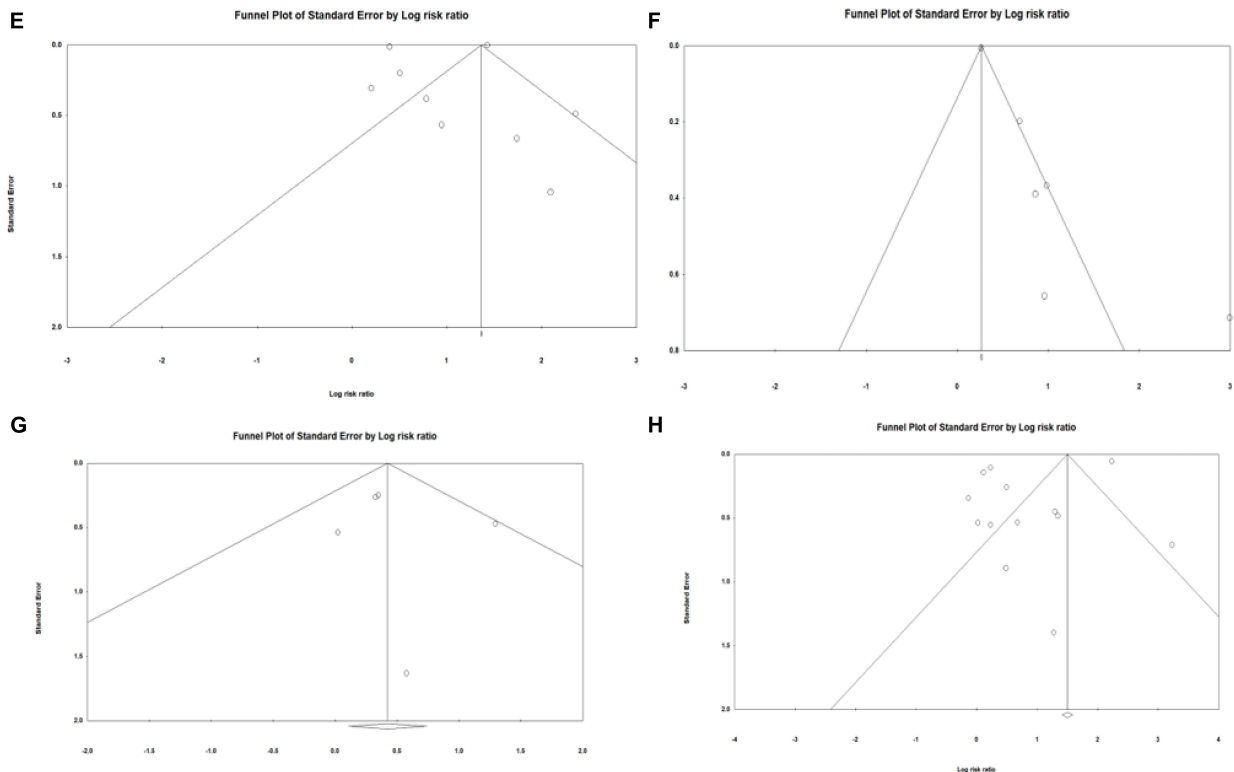 E
Funnel Plot of Standard Error by Log risk ratio
0.0
0.5
1.0
1.5
2.0
Standard Error
-3 -2 -1 0 1 2 3
Log risk ratio
F
Funnel Plot of Standard Error by Log risk ratio
0.0
0.2
0.4
0.6
0.8
-3 -2 -1 0 1 2 3
G
Funnel Plot of Standard Error by Log risk ratio
0.0
0.5
1.0
1.5
2.0
Standard Error
-2.0 -1.5 -1.0 -0.5 0.0 0.5 1.0 1.5 2.0
H
Funnel Plot of Standard Error by Log risk ratio
0.0
0.5
1.0
1.5
2.0
Standard Error
-4 -3 -2 -1 0 1 2 3 4
Log risk ratio